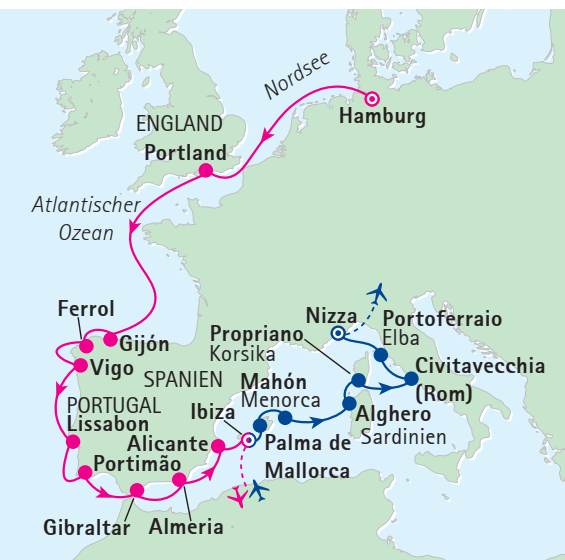 Nordsee
Hamburg
ENGLAND
Portland
Atlantischer
Ozean
Ferrol
Gijón
Vigo
Nizza
Portoferraio
Elba
Propriano
Korsika
Civitavecchia
(Rom)
SPANIEN
Mahón
Menorca
PORTUGAL
Lissabon
Ibiza
Alghero
Sardinien
Alicante
Palma de
Mallorca
Portimão
Gibraltar
Almeria